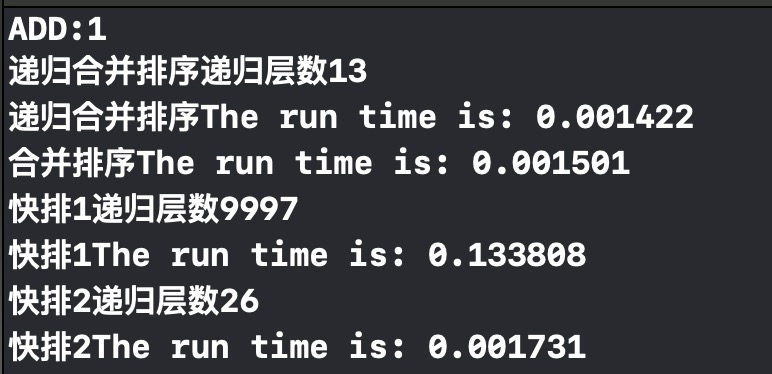 ADD:1
递归合并排序递归层数13
递归合并排序The run time is: 0.001422
合并排序The run time is: 0.001501
快排1递归层数9997
快排1The run time is: 0.133808
快排2递归层数26
快排2The run time is: 0.001731